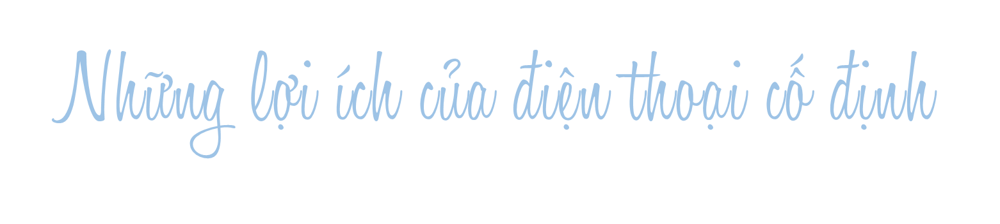 Những lợi ích của điện thoại cố định